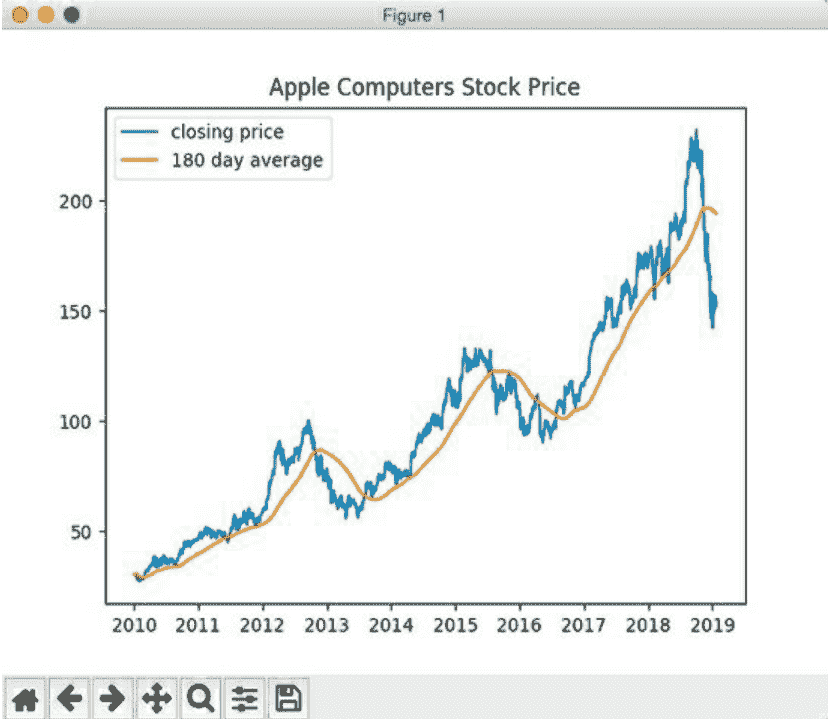 Figure 1
Apple Computers Stock Price
closing price
180 day average
200
150
100
50
2010 2011 2012 2013 2014 2015 2016 2017 2018 2019